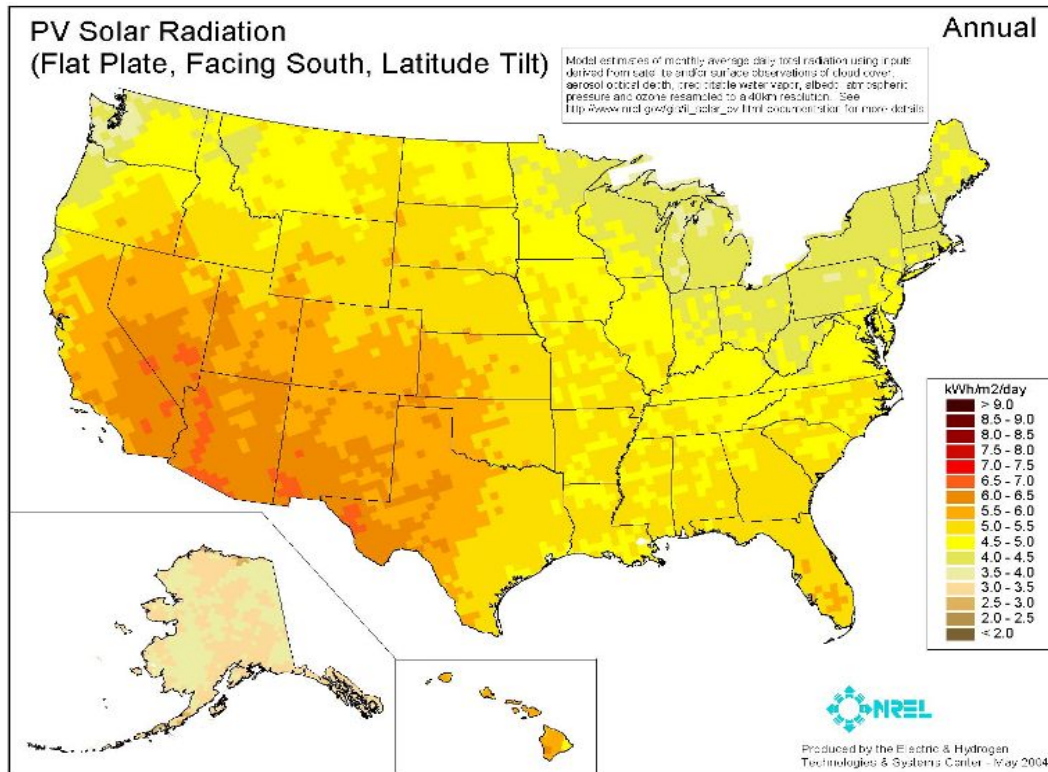 PV Solar Radiation
(Flat Plate, Facing South, Latitude Tilt)
Annual
Model estimates of monthly average daily total radiation using inputs
derived from satellite and/or surface observations of cloud cover,
aerosol optical depth, precipitable water vapor, albedo, atmospheric
pressure and ozone resampled to a 40km resolution. See
documentation for more details.
kWh/m2/day
> 9.0
8.5 - 9.0
8.0 - 8.5
7.5 - 8.0
7.0 - 7.5
6.5 - 7.0
6.0 - 6.5
5.5 - 6.0
5.0 - 5.5
4.5 - 5.0
4.0 - 4.5
3.5 - 4.0
3.0 - 3.5
2.5 - 3.0
2.0 - 2.5
< 2.0
NREL
Produced by the Electric & Hydrogen
Technologies & Systems Center - May 2004